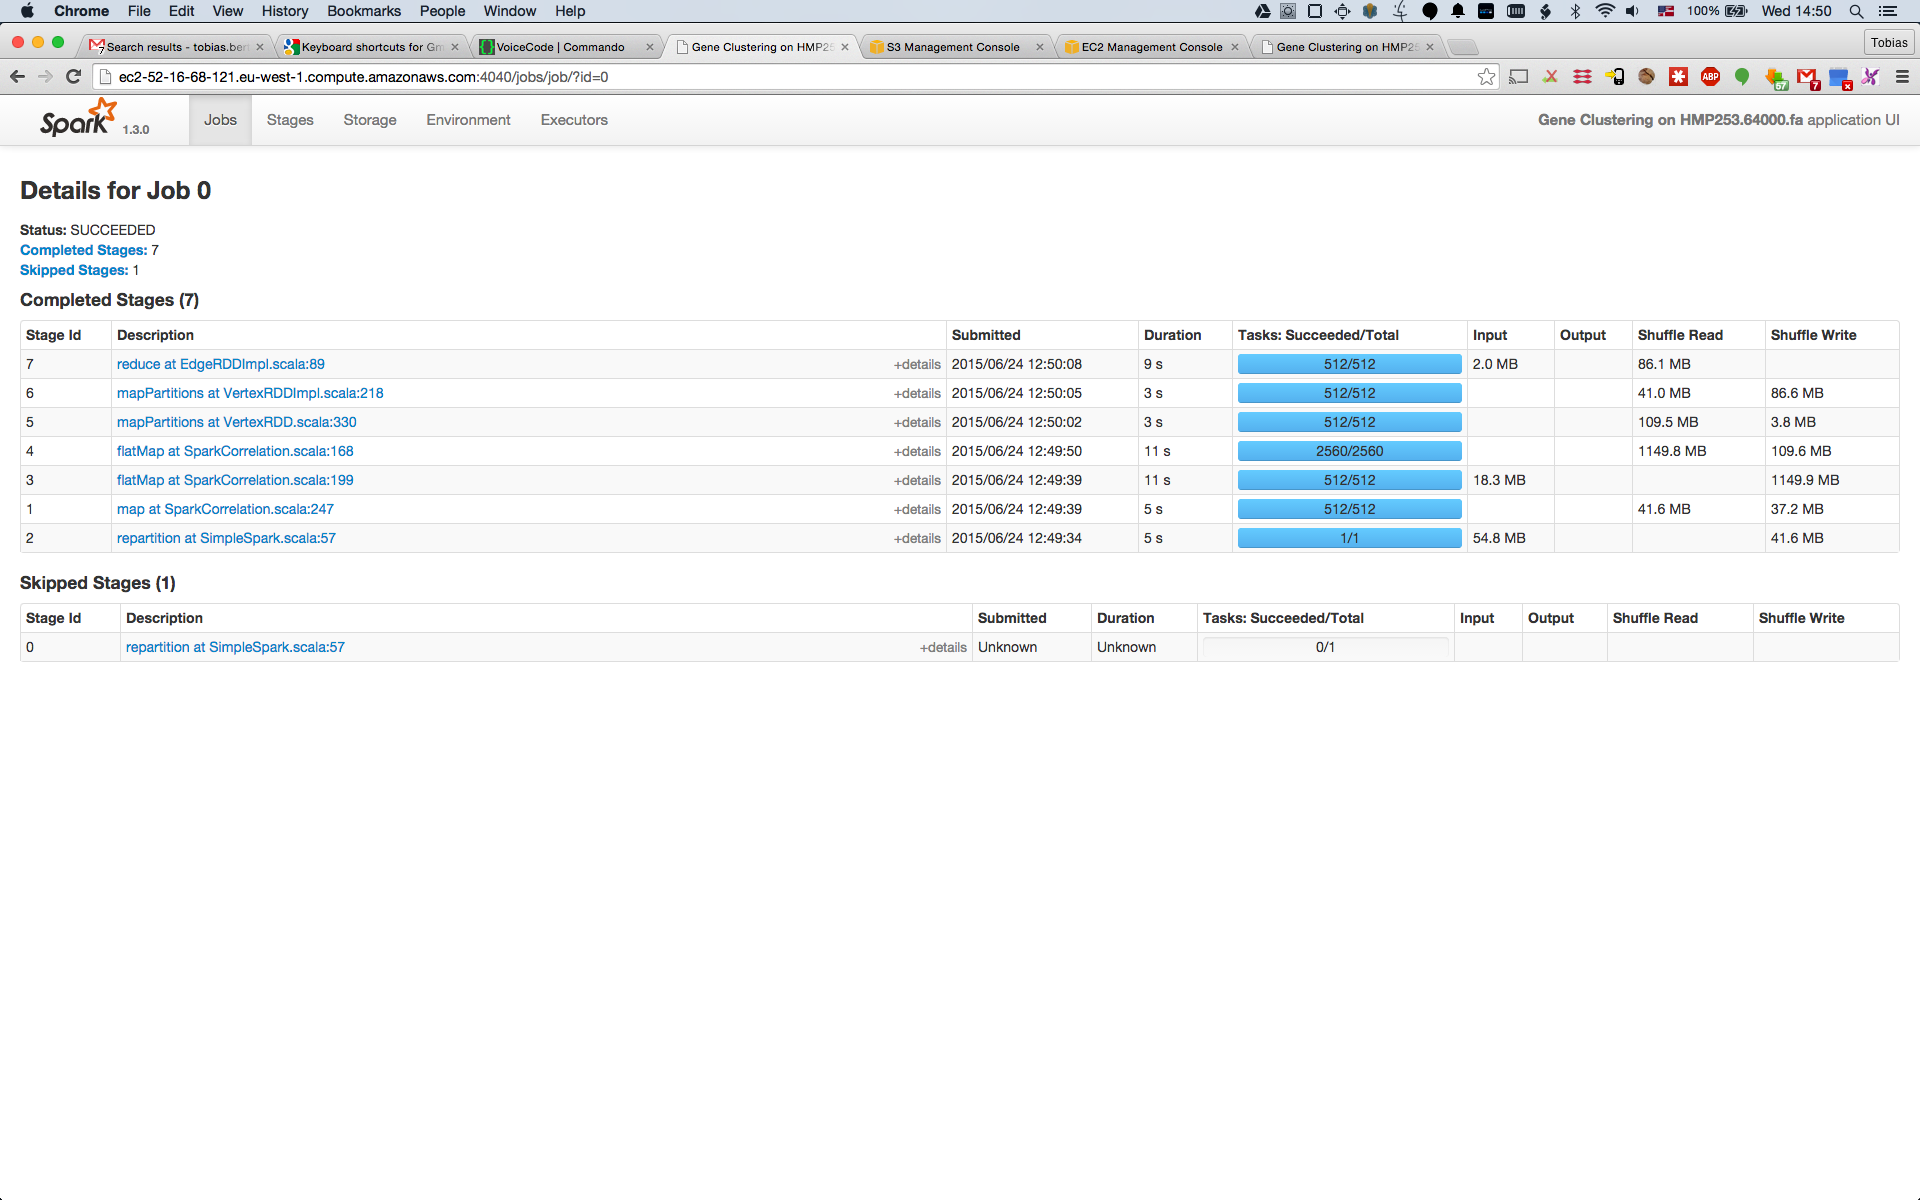 Chrome File Edit View History Bookmarks People Window Help 100% Wed 14:50
Search results - tobias.ber Keyboard shortcuts for Gm VoiceCode | Commando Gene Clustering on HMP25 S3 Management Console EC2 Management Console Gene Clustering on HMP25 Tobias
ec2-52-16-68-121.eu-west-1.compute.amazonaws.com:4040/jobs/job/?id=0 ABP 67 7
Spark 1.3.0 Jobs Stages Storage Environment Executors Gene Clustering on HMP253.64000.fa application UI
Details for Job 0
Status: SUCCEEDED
Completed Stages: 7
Skipped Stages: 1
Completed Stages (7)
Stage Id Description Submitted Duration Tasks: Succeeded/Total Input Output Shuffle Read Shuffle Write
7 reduce at EdgeRDDImpl.scala:89 +details 2015/06/24 12:50:08 9 s 512/512 2.0 MB 86.1 MB
6 mapPartitions at VertexRDDImpl.scala:218 +details 2015/06/24 12:50:05 3 s 512/512 41.0 MB 86.6 MB
5 mapPartitions at VertexRDD.scala:330 +details 2015/06/24 12:50:02 3 s 512/512 109.5 MB 3.8 MB
4 flatMap at SparkCorrelation.scala:168 +details 2015/06/24 12:49:50 11 s 2560/2560 1149.8 MB 109.6 MB
3 flatMap at SparkCorrelation.scala:199 +details 2015/06/24 12:49:39 11 s 512/512 18.3 MB 1149.9 MB
1 map at SparkCorrelation.scala:247 +details 2015/06/24 12:49:39 5 s 512/512 41.6 MB 37.2 MB
2 repartition at SimpleSpark.scala:57 +details 2015/06/24 12:49:34 5 s 1/1 54.8 MB 41.6 MB
Skipped Stages (1)
Stage Id Description Submitted Duration Tasks: Succeeded/Total Input Output Shuffle Read Shuffle Write
0 repartition at SimpleSpark.scala:57 +details Unknown Unknown 0/1